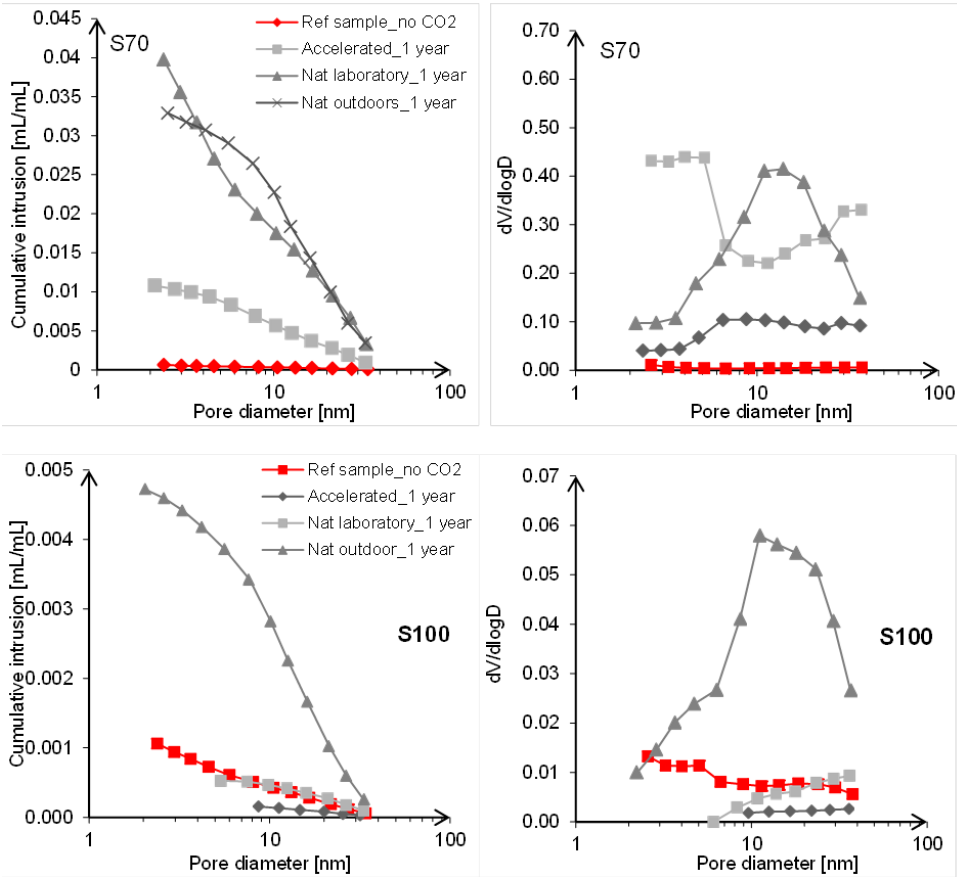 S70
Ref sample_no CO2
Accelerated_1 year
Nat laboratory_1 year
Nat outdoors_1 year
Cumulative intrusion [mL/mL]
0.045
0.04
0.035
0.03
0.025
0.02
0.015
0.01
0.005
0
1
10
100
Pore diameter [nm]
S70
dV/dlogD
0.70
0.60
0.50
0.40
0.30
0.20
0.10
0.00
1
10
100
Pore diameter [nm]
Ref sample_no CO2
Accelerated_1 year
Nat laboratory_1 year
Nat outdoor_1 year
S100
Cumulative intrusion [mL/mL]
0.005
0.004
0.003
0.002
0.001
0.000
1
10
100
Pore diameter [nm]
S100
dV/dlogD
0.07
0.06
0.05
0.04
0.03
0.02
0.01
0.00
1
10
100
Pore diameter [nm]